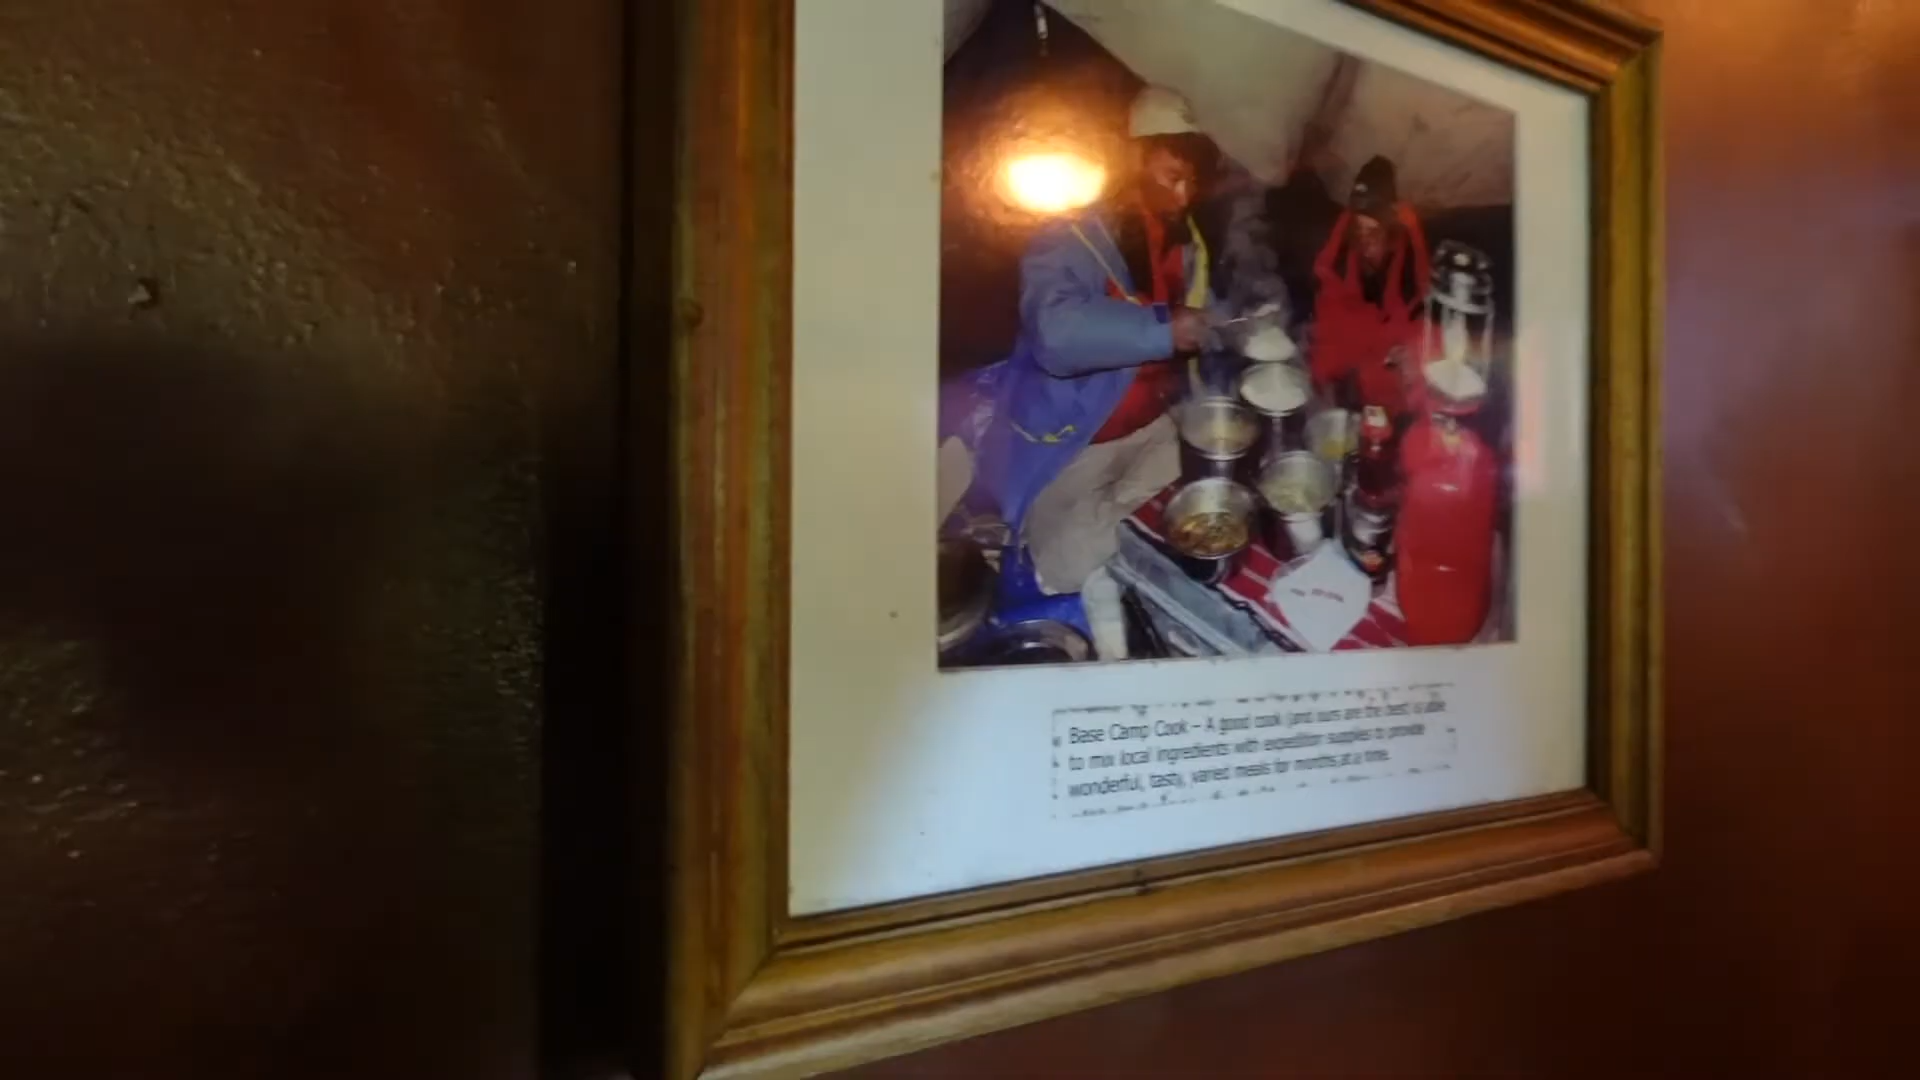 Base Camp Cook – A good cook (and ours are the best) is able
to mix local ingredients with expedition supplies to provide
wonderful, tasty, varied meals for months at a time.